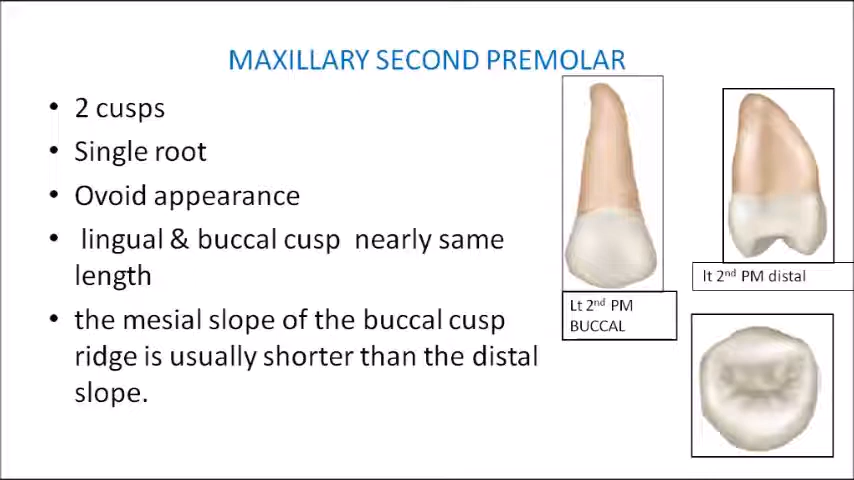 MAXILLARY SECOND PREMOLAR
• 2 cusps
• Single root
• Ovoid appearance
• lingual & buccal cusp nearly same
length
• the mesial slope of the buccal cusp
ridge is usually shorter than the distal
slope.
Lt 2nd PM
BUCCAL
lt 2nd PM distal